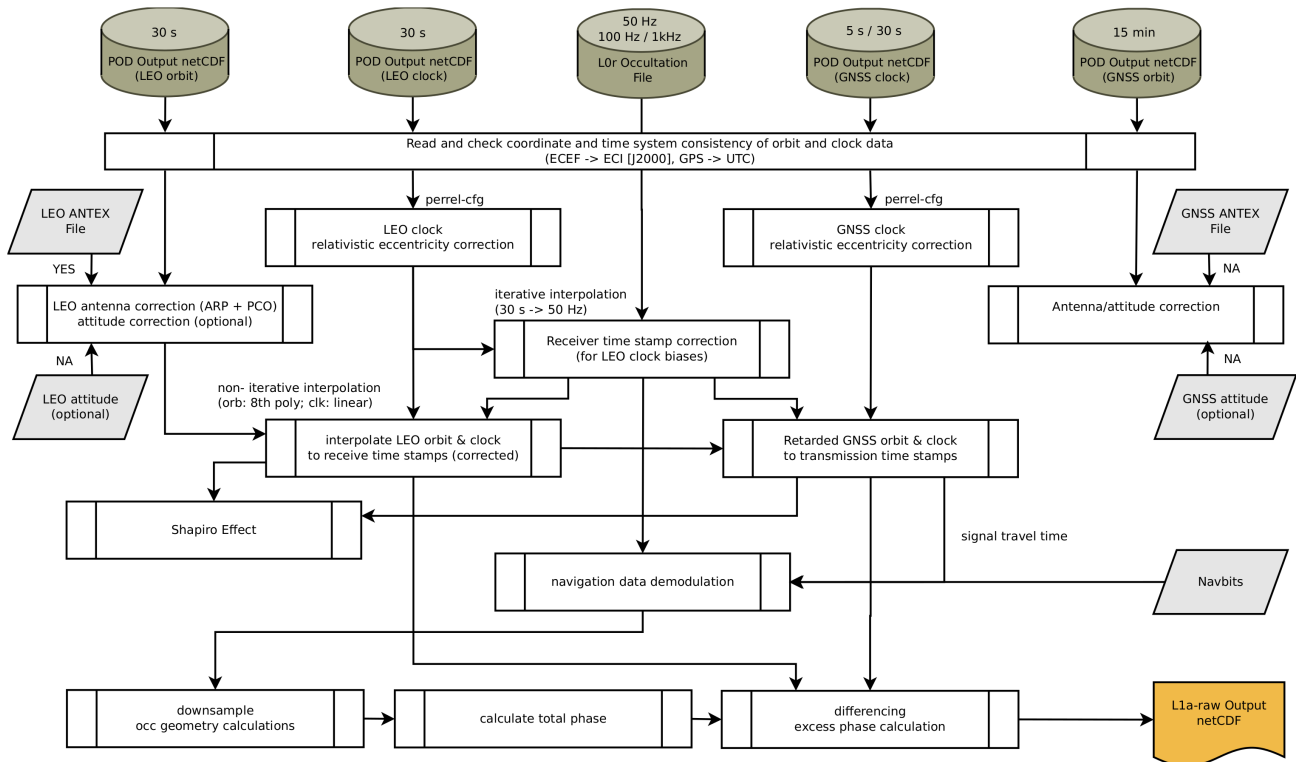 30 s
POD Output netCDF
(LEO orbit)
30 s
POD Output netCDF
(LEO clock)
50 Hz
100 Hz / 1kHz
L0r Occultation
File
5 s / 30 s
POD Output netCDF
(GNSS clock)
15 min
POD Output netCDF
(GNSS orbit)
Read and check coordinate and time system consistency of orbit and clock data
(ECEF -> ECI [J2000], GPS -> UTC)
LEO ANTEX
File
perrel-cfg
LEO clock
relativistic eccentricity correction
perrel-cfg
GNSS clock
relativistic eccentricity correction
GNSS ANTEX
File
YES
NA
LEO antenna correction (ARP + PCO)
attitude correction (optional)
iterative interpolation
(30 s -> 50 Hz)
Receiver time stamp correction
(for LEO clock biases)
Antenna/attitude correction
NA
NA
LEO attitude
(optional)
non- iterative interpolation
(orb: 8th poly; clk: linear)
GNSS attitude
(optional)
interpolate LEO orbit & clock
to receive time stamps (corrected)
Retarded GNSS orbit & clock
to transmission time stamps
Shapiro Effect
signal travel time
navigation data demodulation
Navbits
downsample
occ geometry calculations
calculate total phase
differencing
excess phase calculation
L1a-raw Output
netCDF